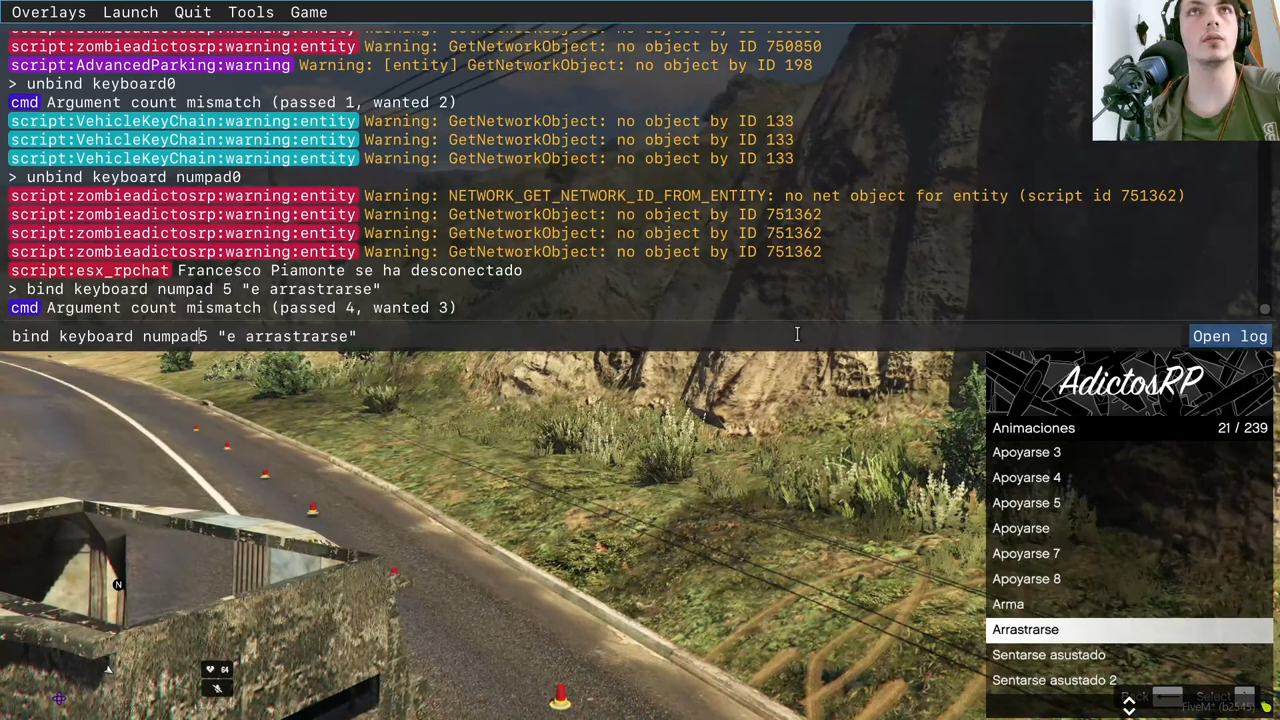 Overlays Launch Quit Tools Game
script:zombieadictosrp:warning:entity Warning: GetNetworkObject: no object by ID 750850
script:AdvancedParking:warning Warning: [entity] GetNetworkObject: no object by ID 198
> unbind keyboard0
cmd Argument count mismatch (passed 1, wanted 2)
script:VehicleKeyChain:warning:entity Warning: GetNetworkObject: no object by ID 133
script:VehicleKeyChain:warning:entity Warning: GetNetworkObject: no object by ID 133
script:VehicleKeyChain:warning:entity Warning: GetNetworkObject: no object by ID 133
> unbind keyboard numpad0
script:zombieadictosrp:warning:entity Warning: NETWORK_GET_NETWORK_ID_FROM_ENTITY: no net object for entity (script id 751362)
script:zombieadictosrp:warning:entity Warning: GetNetworkObject: no object by ID 751362
script:zombieadictosrp:warning:entity Warning: GetNetworkObject: no object by ID 751362
script:zombieadictosrp:warning:entity Warning: GetNetworkObject: no object by ID 751362
script:esx_rpchat Francesco Piamonte se ha desconectado
> bind keyboard numpad 5 "e arrastrarse"
cmd Argument count mismatch (passed 4, wanted 3)
bind keyboard numpad5 "e arrastrarse"
Open log
AdictosRP
Animaciones 21 / 239
Apoyarse 3
Apoyarse 4
Apoyarse 5
Apoyarse
Apoyarse 7
Apoyarse 8
Arma
Arrastrarse
Sentarse asustado
Sentarse asustado 2
Back Select
FiveM* (b2545)
N
64